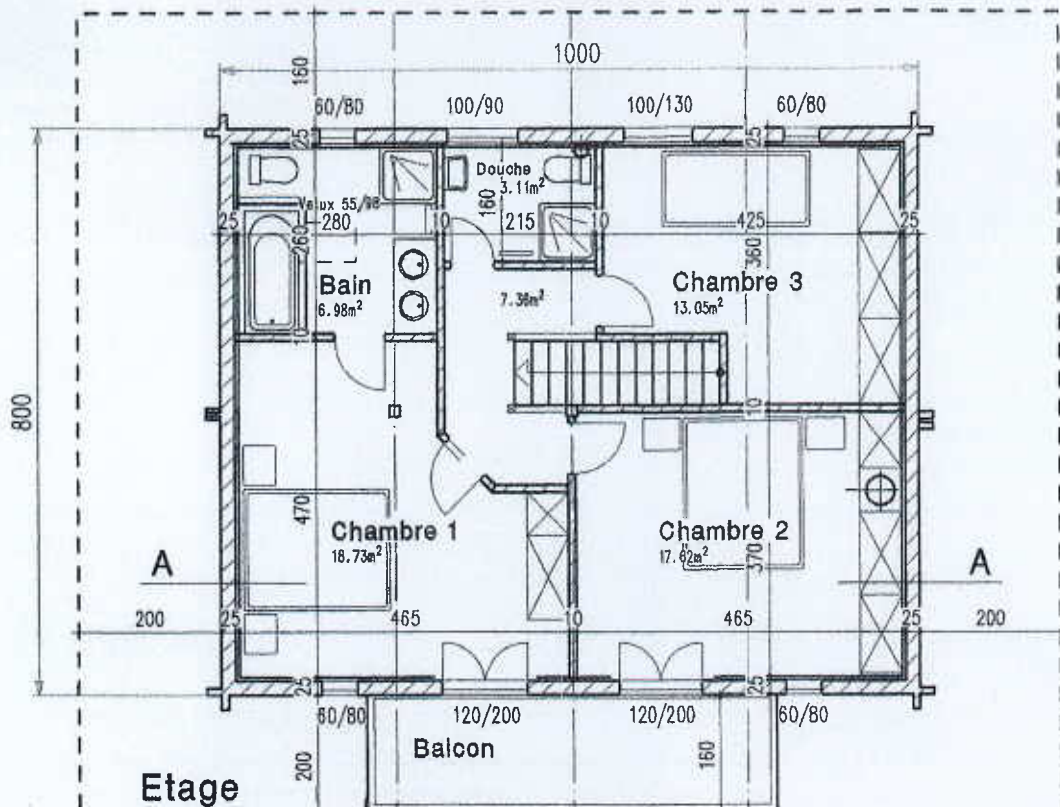 1000
160
60/80 100/90 100/130 60/80
25 25
Douche
3.11m²
Velux 55/98
160
25 280 10 215 10 425 25
260 360
Bain
6.98m²
7.36m²
Chambre 3
13.05m²
10
800
10
470
Chambre 1
18.73m²
Chambre 2
17.62m²
370
A A
200 25 465 10 465 25 200
25 25
60/80 120/200 120/200 60/80
Balcon
160
200
Etage